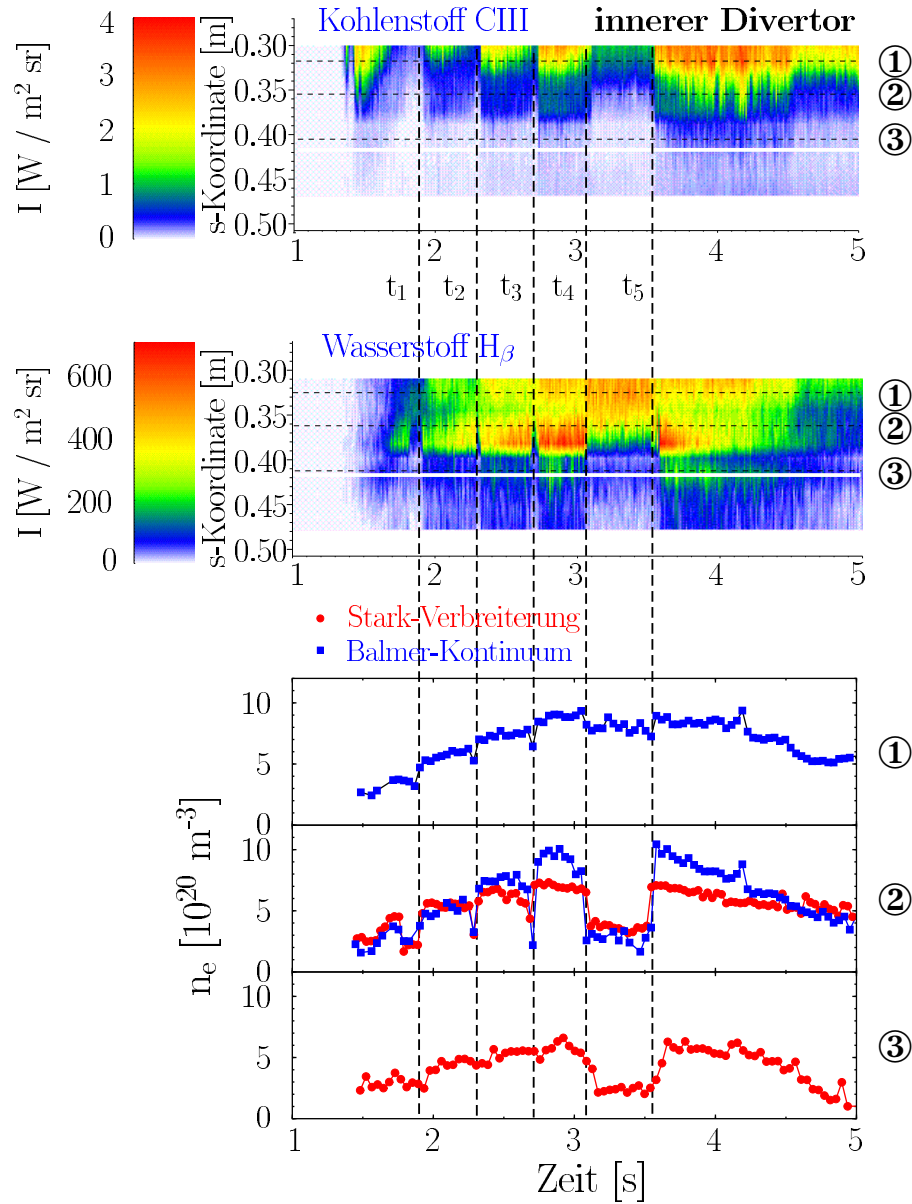 Kohlenstoff CIII innerer Divertor
I [W / m² sr]
4
3
2
1
0
s-Koordinate [m]
0.30
0.35
0.40
0.45
0.50
①
②
③
1 2 3 4 5
t₁ t₂ t₃ t₄ t₅
Wasserstoff Hᵦ
I [W / m² sr]
600
400
200
0
s-Koordinate [m]
0.30
0.35
0.40
0.45
0.50
①
②
③
1 2 3 4 5
Stark-Verbreiterung
Balmer-Kontinuum
nₑ [10²⁰ m⁻³]
10
5
0
①
10
5
0
②
10
5
0
③
1 2 3 4 5
Zeit [s]